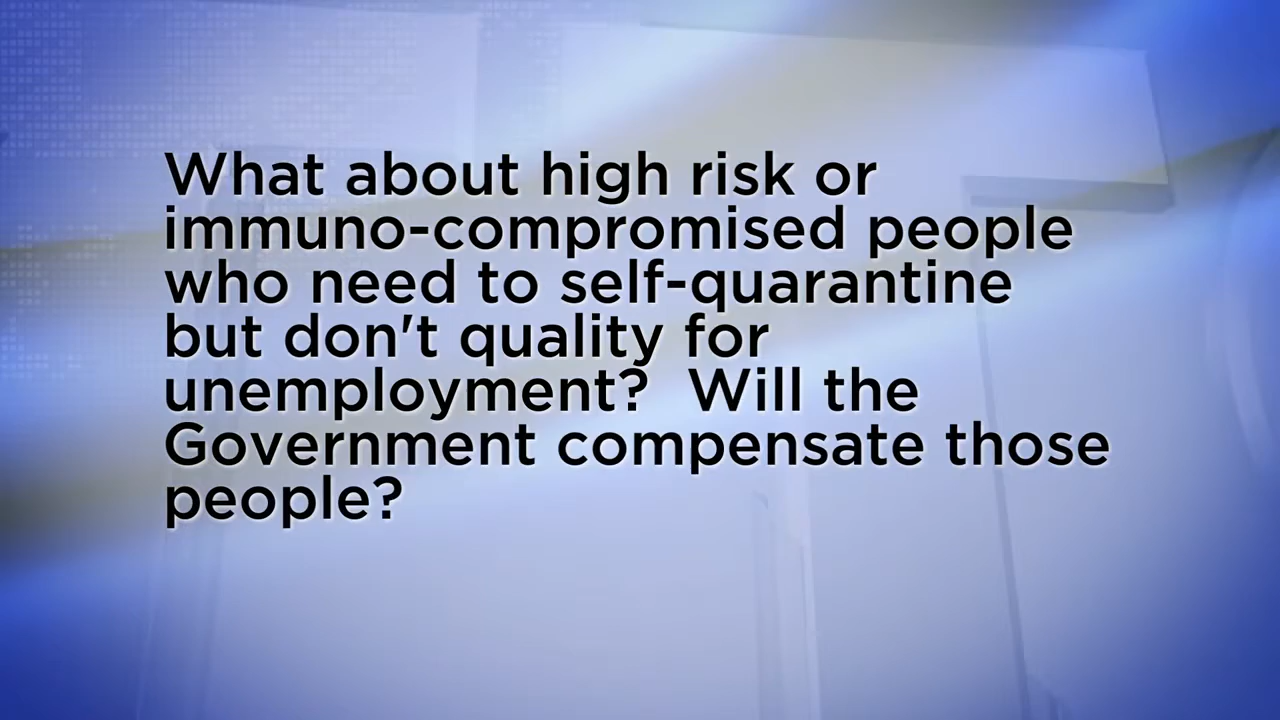 What about high risk or
immuno-compromised people
who need to self-quarantine
but don't quality for
unemployment?  Will the
Government compensate those
people?